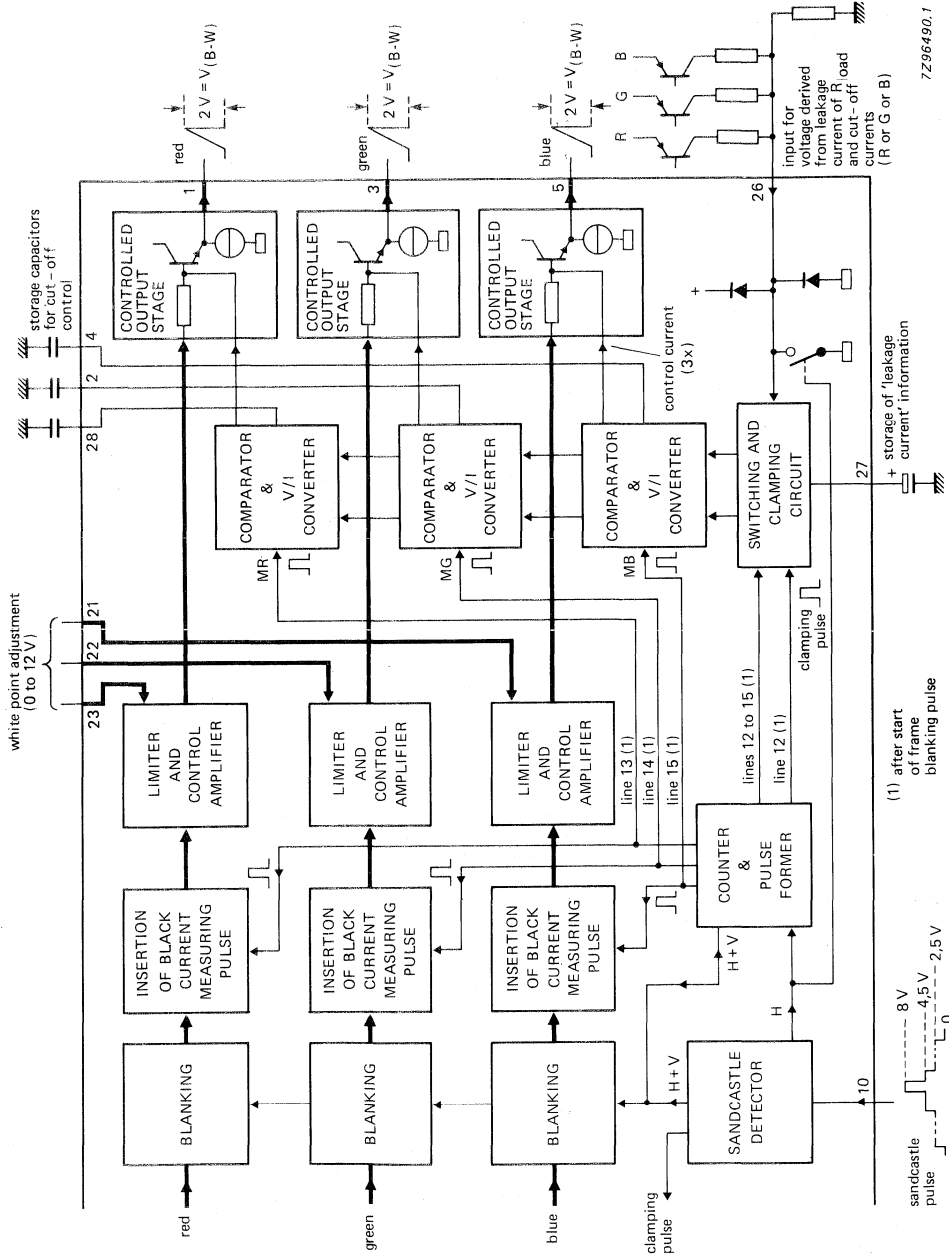 white point adjustment
(0 to 12 V)
storage capacitors
for cut-off
control
23
22
21
28
2
4
red
BLANKING
INSERTION
OF BLACK
CURRENT
MEASURING
PULSE
LIMITER
AND
CONTROL
AMPLIFIER
COMPARATOR
&
V/I
CONVERTER
MR
CONTROLLED
OUTPUT
STAGE
1
red
2 V = V(B-W)
green
BLANKING
INSERTION
OF BLACK
CURRENT
MEASURING
PULSE
LIMITER
AND
CONTROL
AMPLIFIER
COMPARATOR
&
V/I
CONVERTER
MG
CONTROLLED
OUTPUT
STAGE
3
green
2 V = V(B-W)
blue
BLANKING
INSERTION
OF BLACK
CURRENT
MEASURING
PULSE
LIMITER
AND
CONTROL
AMPLIFIER
COMPARATOR
&
V/I
CONVERTER
MB
CONTROLLED
OUTPUT
STAGE
5
blue
2 V = V(B-W)
line 13 (1)
line 14 (1)
line 15 (1)
control current
(3x)
clamping
pulse
H+V
H+V
SANDCASTLE
DETECTOR
H
COUNTER
&
PULSE
FORMER
lines 12 to 15 (1)
line 12 (1)
clamping
pulse
SWITCHING AND
CLAMPING
CIRCUIT
+
26
input for
voltage derived
from leakage
current of R load
and cut-off
currents
(R or G or B)
R
G
B
10
sandcastle
pulse
8 V
4,5 V
2,5 V
0
(1) after start
of frame
blanking pulse
27
+ storage of 'leakage
current' information
7Z96490.1